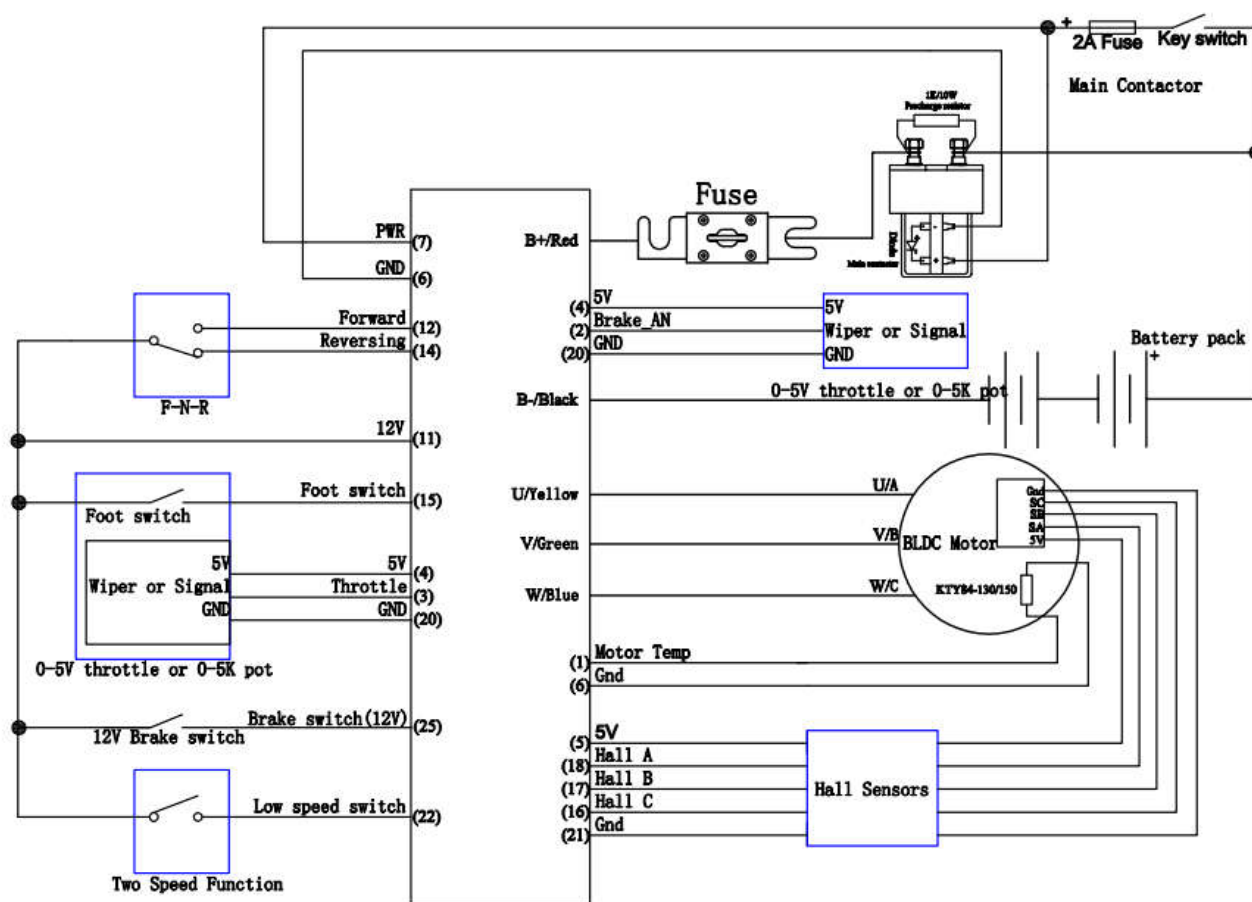 +
2A Fuse
Key switch
Main Contactor
1K/10W
Precharge resistor
Fuse
PWR
(7)
B+/Red
Diode
-
+
Main contactor
GND
(6)
5V
(4)
5V
Forward
(12)
Brake_AN
(2)
Wiper or Signal
Reversing
(14)
GND
(20)
GND
Battery pack
+
F-N-R
B-/Black
0-5V throttle or 0-5K pot
12V
(11)
Foot switch
(15)
Foot switch
U/Yellow
U/A
Gnd
SC
SB
SA
5V
V/Green
V/B
BLDC Motor
5V
5V
(4)
Wiper or Signal
Throttle
(3)
GND
GND
(20)
W/Blue
W/C
KTY84-130/150
0-5V throttle or 0-5K pot
(1)
Motor Temp
(6)
Gnd
Brake switch(12V)
(25)
12V Brake switch
(5)
5V
(18)
Hall A
(17)
Hall B
Hall Sensors
(16)
Hall C
(21)
Gnd
Low speed switch
(22)
Two Speed Function